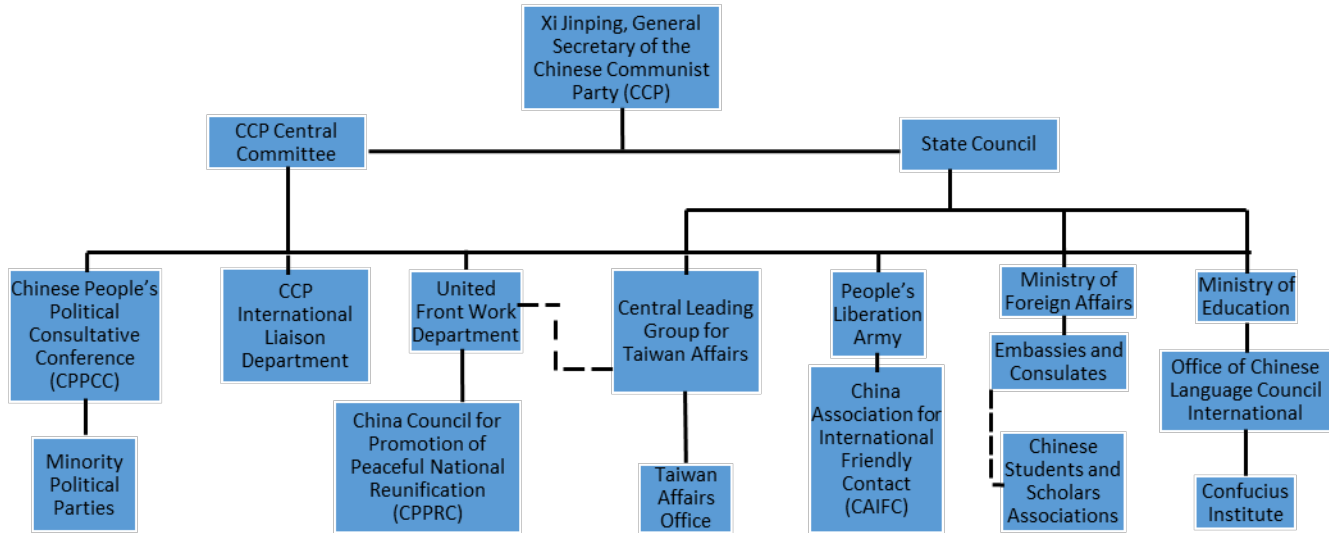 Xi Jinping, General
Secretary of the
Chinese Communist
Party (CCP)
CCP Central
Committee
State Council
Chinese People’s
Political
Consultative
Conference
(CPPCC)
CCP
International
Liaison
Department
United
Front Work
Department
Central Leading
Group for
Taiwan Affairs
People’s
Liberation
Army
Ministry of
Foreign Affairs
Ministry of
Education
Embassies and
Consulates
Office of Chinese
Language Council
International
Minority
Political
Parties
China Council for
Promotion of
Peaceful National
Reunification
(CPPRC)
Taiwan
Affairs
Office
China
Association for
International
Friendly
Contact
(CAIFC)
Chinese
Students and
Scholars
Associations
Confucius
Institute